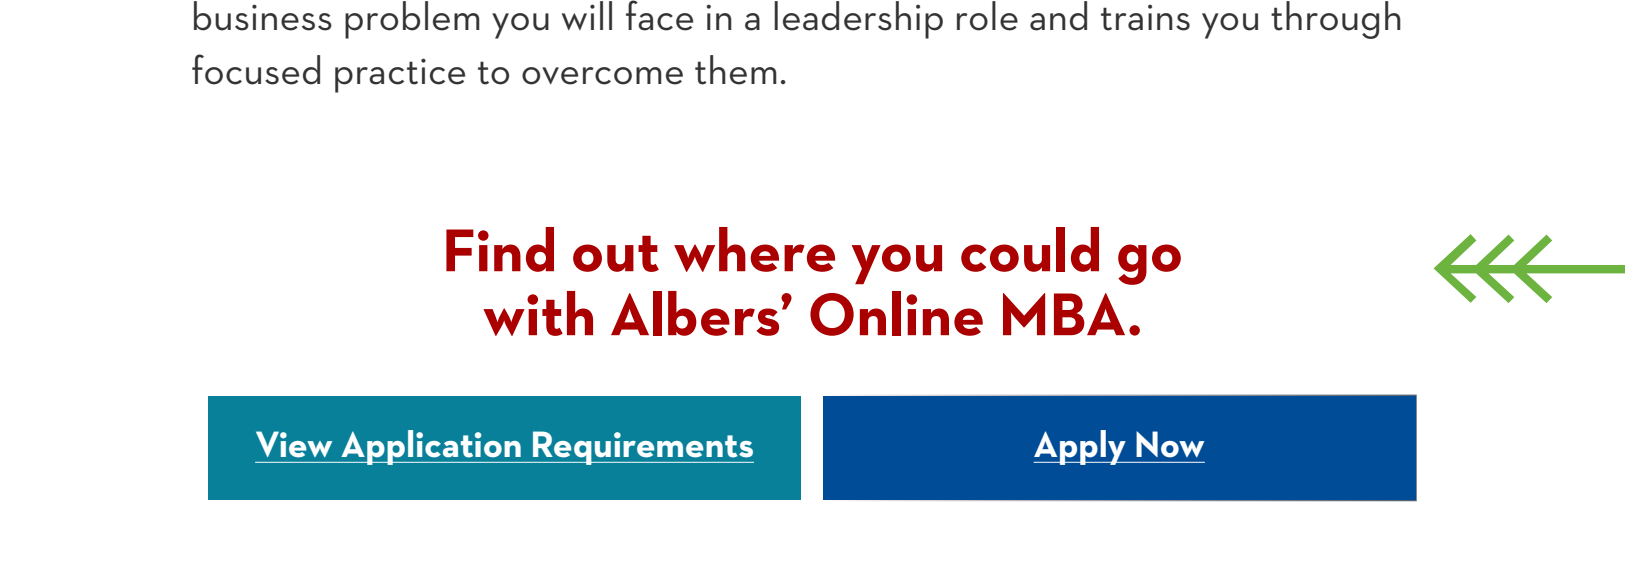 business problem you will face in a leadership role and trains you through
focused practice to overcome them.
Find out where you could go
with Albers’ Online MBA.
View Application Requirements
Apply Now